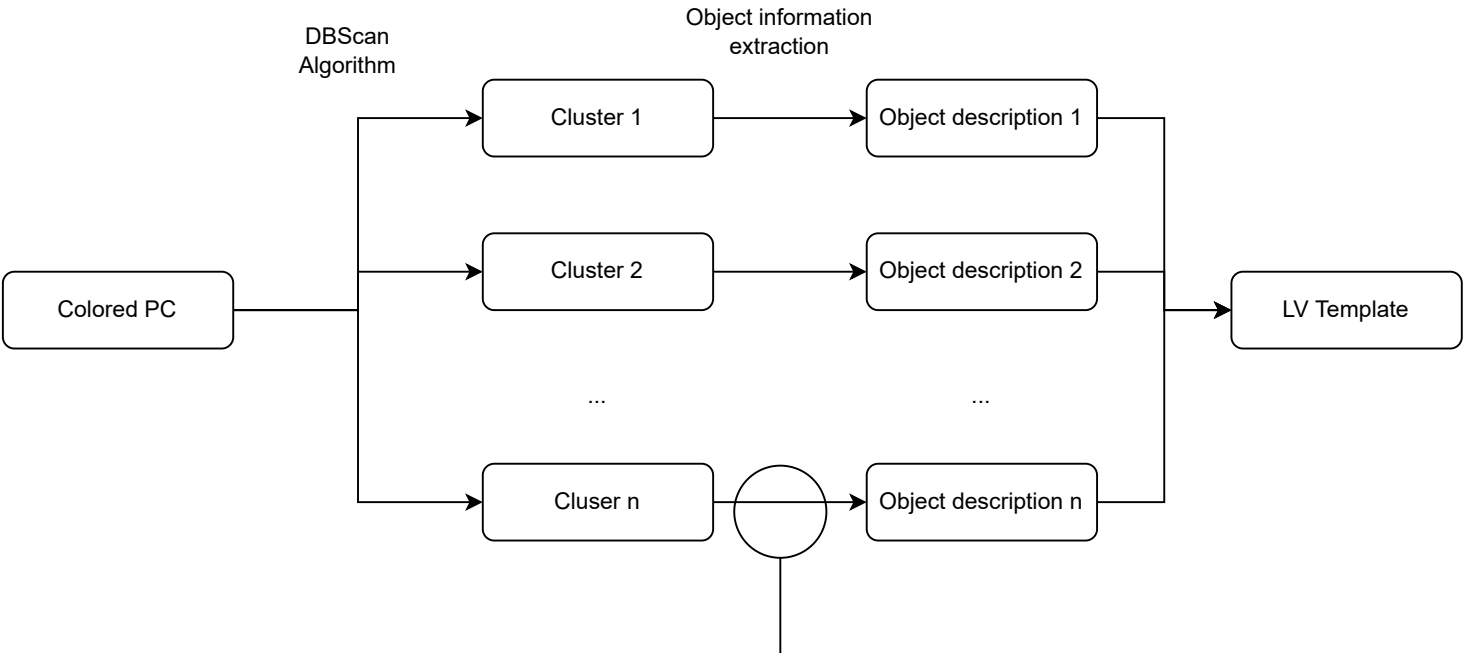 DBScan
Algorithm
Object information
extraction
Cluster 1
Object description 1
Cluster 2
Object description 2
Colored PC
LV Template
...
...
Cluser n
Object description n